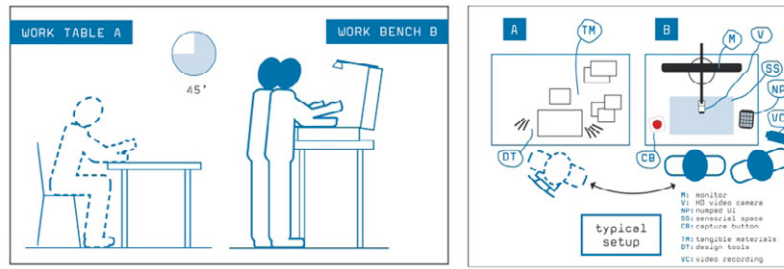 WORK TABLE A
45'
WORK BENCH B
A
TM
DT
B
M
V
SS
NP
VC
CB
typical
setup
M: monitor
V: HD video camera
NP: numpad UI
SS: sensorial space
CB: capture button
TM: tangible materials
DT: design tools
VC: video recording